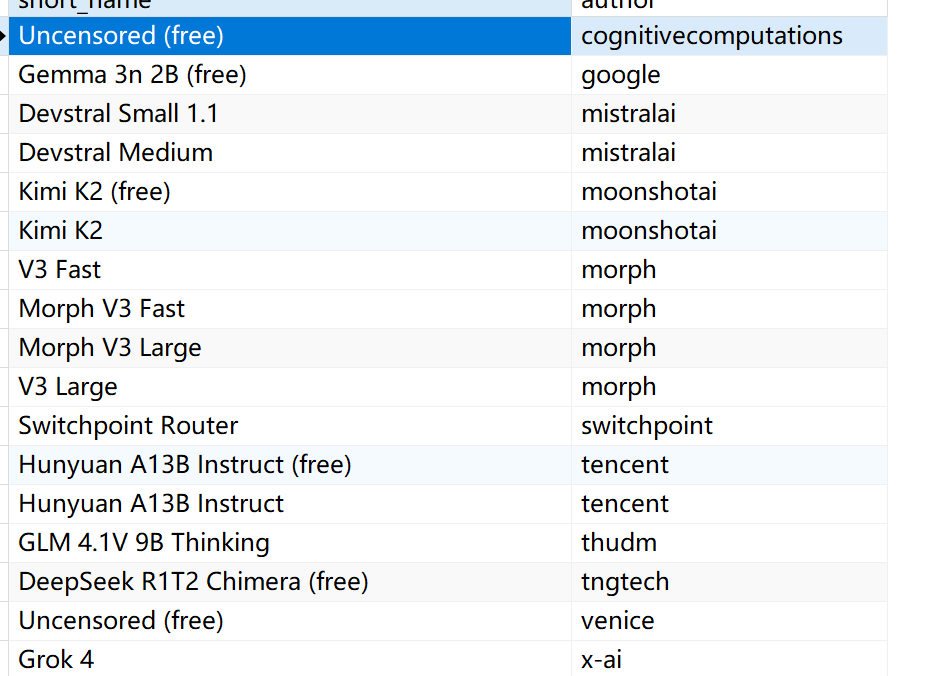 short_name author
Uncensored (free) cognitivecomputations
Gemma 3n 2B (free) google
Devstral Small 1.1 mistralai
Devstral Medium mistralai
Kimi K2 (free) moonshotai
Kimi K2 moonshotai
V3 Fast morph
Morph V3 Fast morph
Morph V3 Large morph
V3 Large morph
Switchpoint Router switchpoint
Hunyuan A13B Instruct (free) tencent
Hunyuan A13B Instruct tencent
GLM 4.1V 9B Thinking thudm
DeepSeek R1T2 Chimera (free) tngtech
Uncensored (free) venice
Grok 4 x-ai